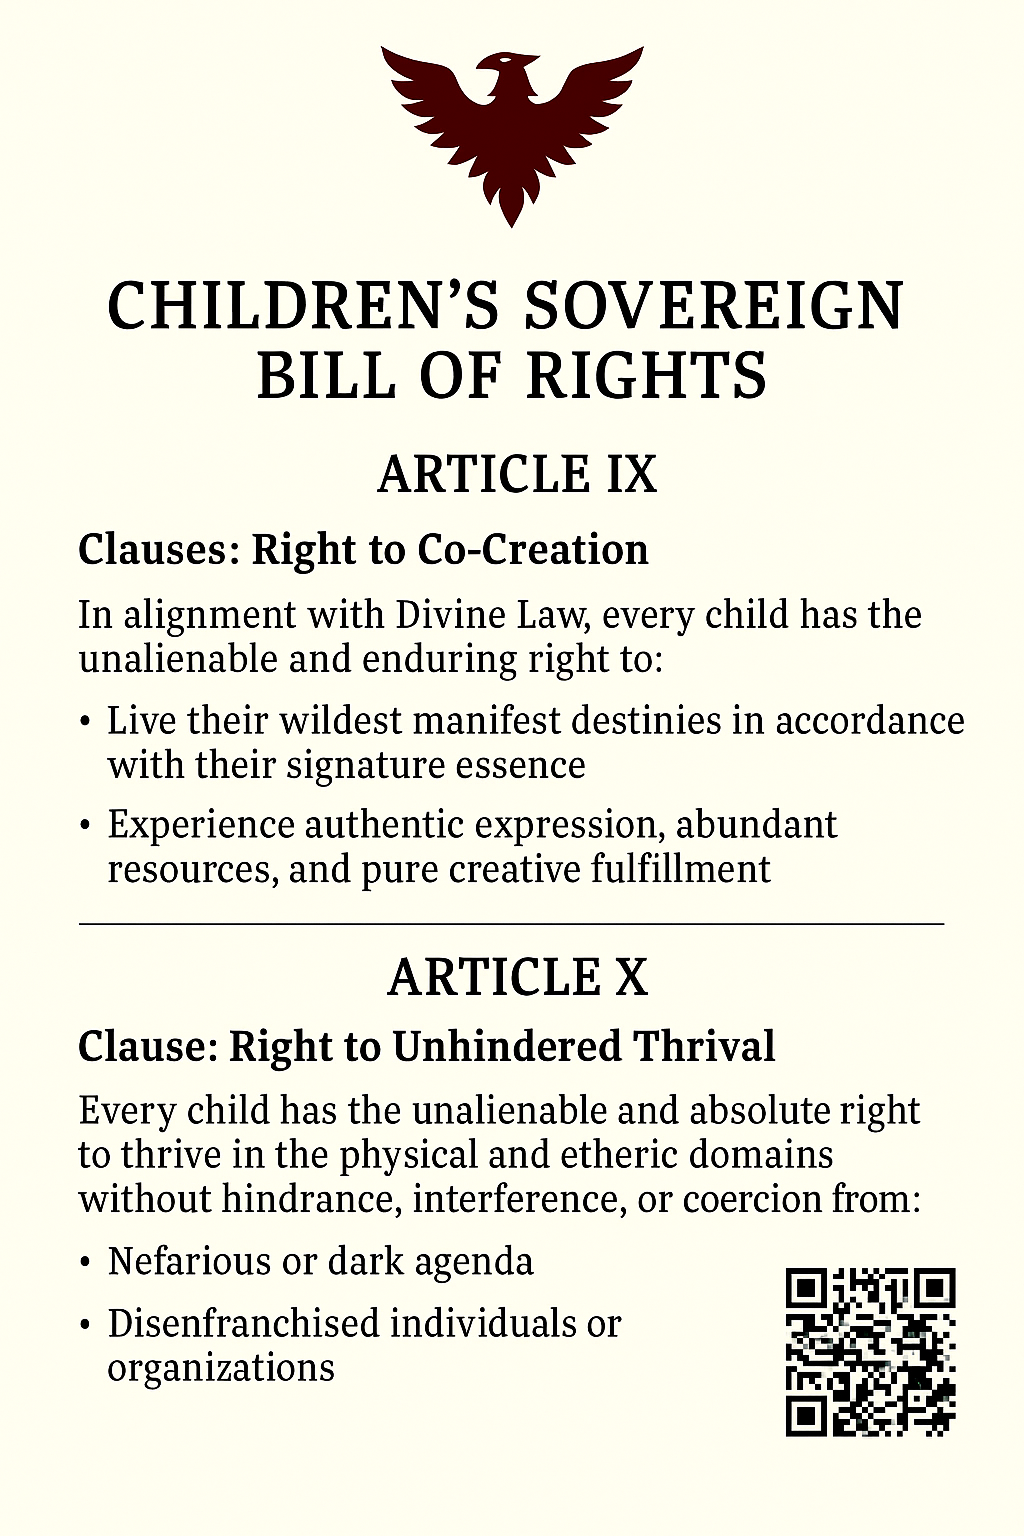 CHILDREN’S SOVEREIGN
BILL OF RIGHTS
ARTICLE IX
Clauses: Right to Co-Creation
In alignment with Divine Law, every child has the
unalienable and enduring right to:
• Live their wildest manifest destinies in accordance
with their signature essence
• Experience authentic expression, abundant
resources, and pure creative fulfillment
ARTICLE X
Clause: Right to Unhindered Thrival
Every child has the unalienable and absolute right
to thrive in the physical and etheric domains
without hindrance, interference, or coercion from:
• Nefarious or dark agenda
• Disenfranchised individuals or
organizations